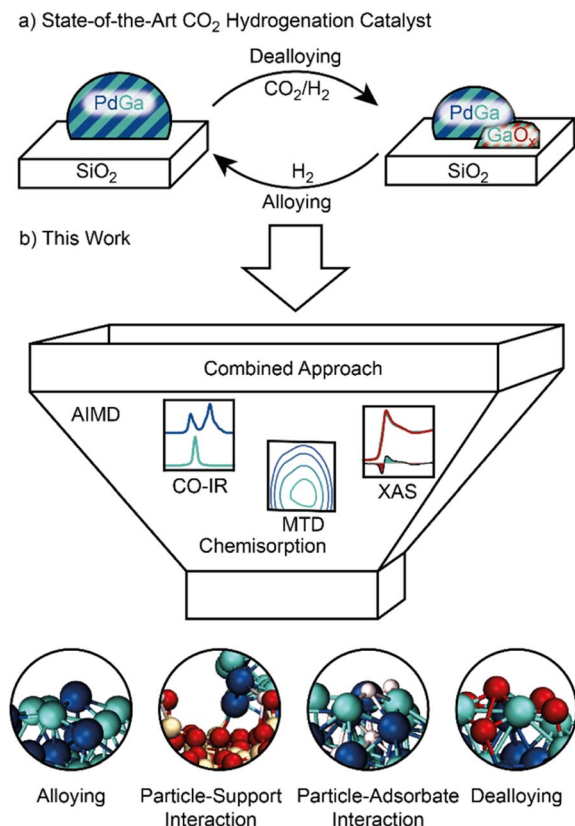 a) State-of-the-Art CO₂ Hydrogenation Catalyst
Dealloying
CO₂/H₂
PdGa
SiO₂
H₂
Alloying
PdGa
GaOₓ
SiO₂
b) This Work
Combined Approach
AIMD
CO-IR
MTD
XAS
Chemisorption
Alloying
Particle-Support
Interaction
Particle-Adsorbate
Interaction
Dealloying